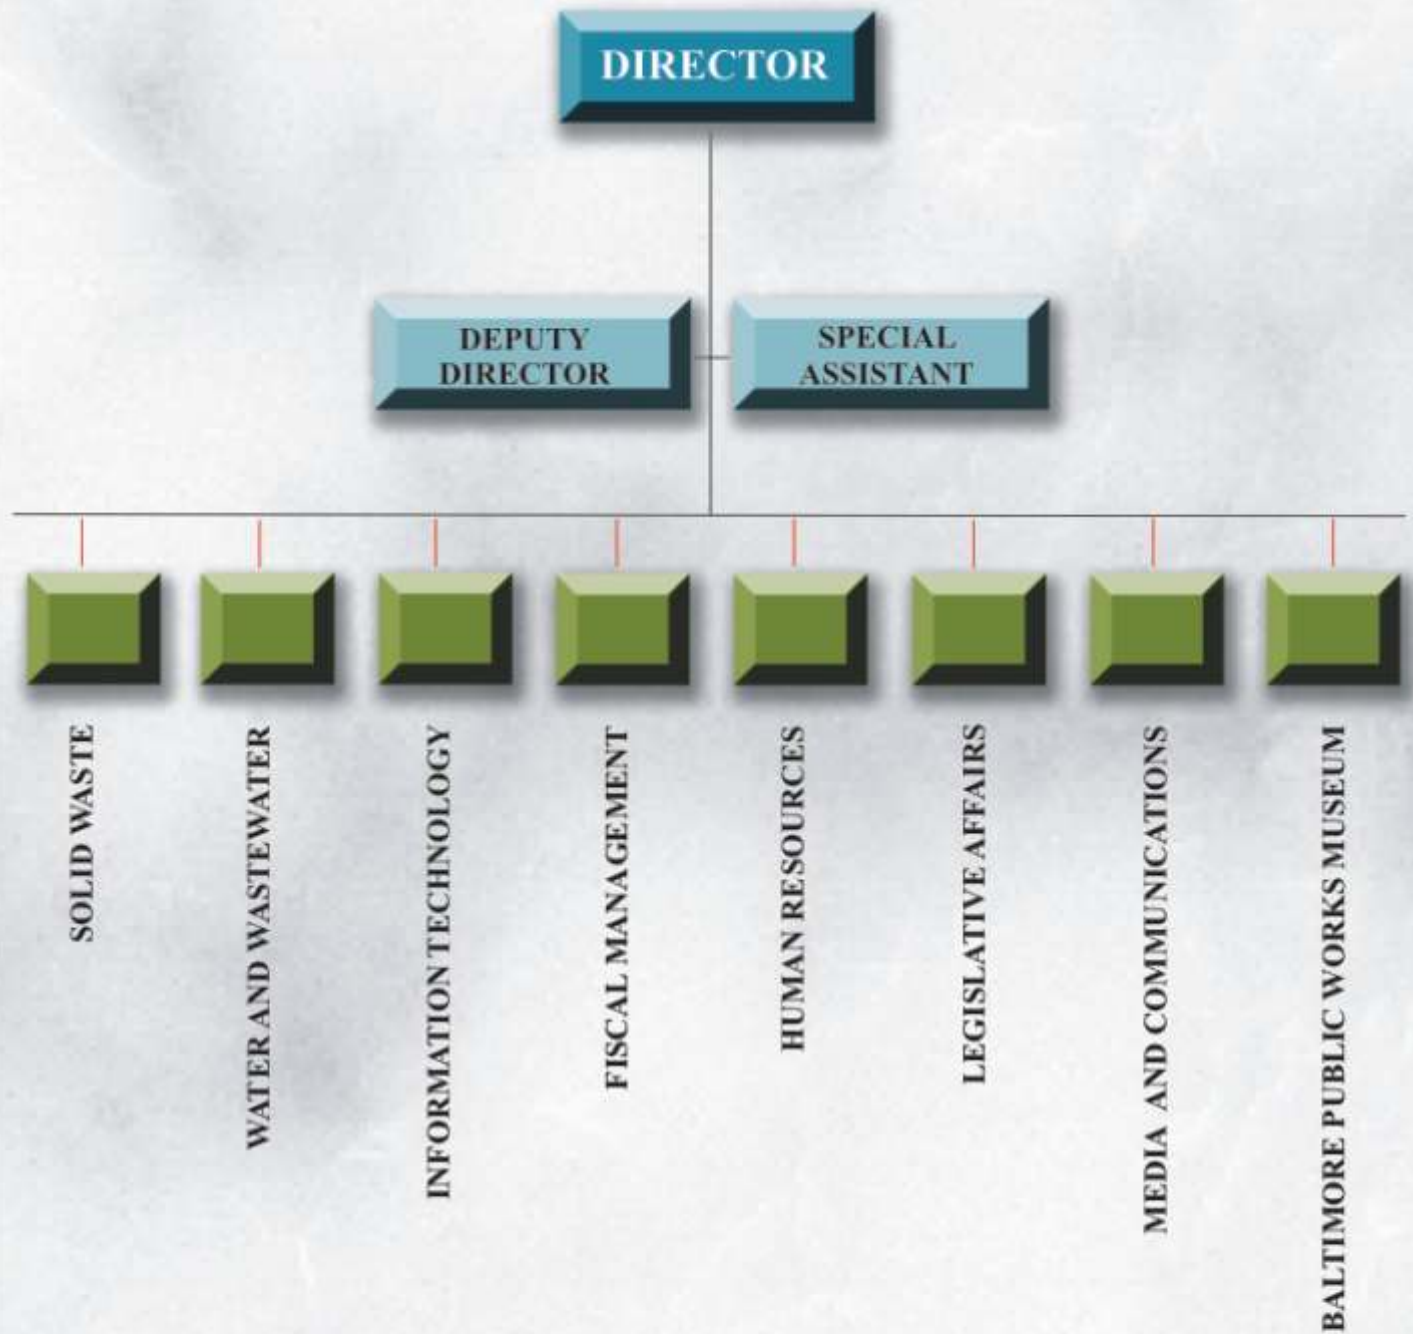 DIRECTOR
DEPUTY
DIRECTOR
SPECIAL
ASSISTANT
SOLID WASTE
WATER AND WASTEWATER
INFORMATION TECHNOLOGY
FISCAL MANAGEMENT
HUMAN RESOURCES
LEGISLATIVE AFFAIRS
MEDIA AND COMMUNICATIONS
BALTIMORE PUBLIC WORKS MUSEUM